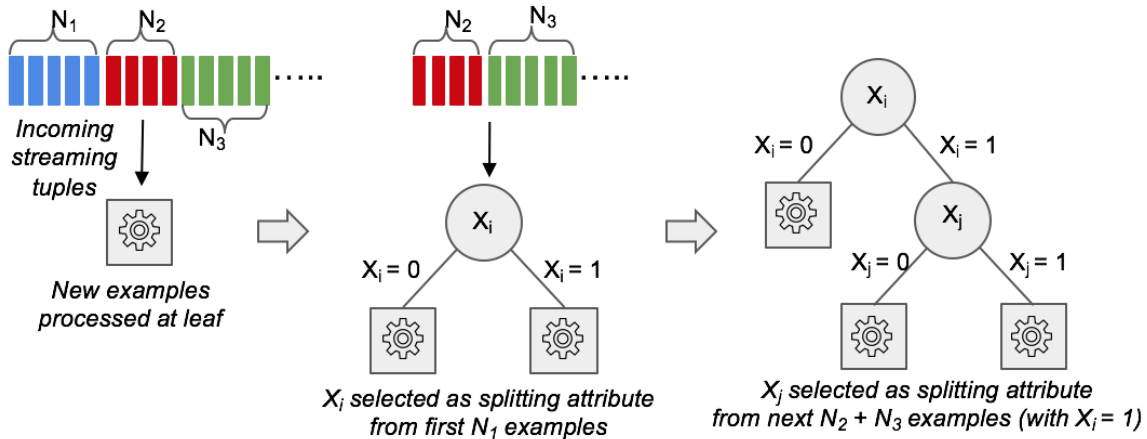 N₁ N₂
.....
N₃
Incoming
streaming
tuples
New examples
processed at leaf
N₂ N₃
.....
Xᵢ
Xᵢ = 0 Xᵢ = 1
Xᵢ selected as splitting attribute
from first N₁ examples
Xᵢ
Xᵢ = 0 Xᵢ = 1
Xⱼ
Xⱼ = 0 Xⱼ = 1
Xⱼ selected as splitting attribute
from next N₂ + N₃ examples (with Xᵢ = 1)